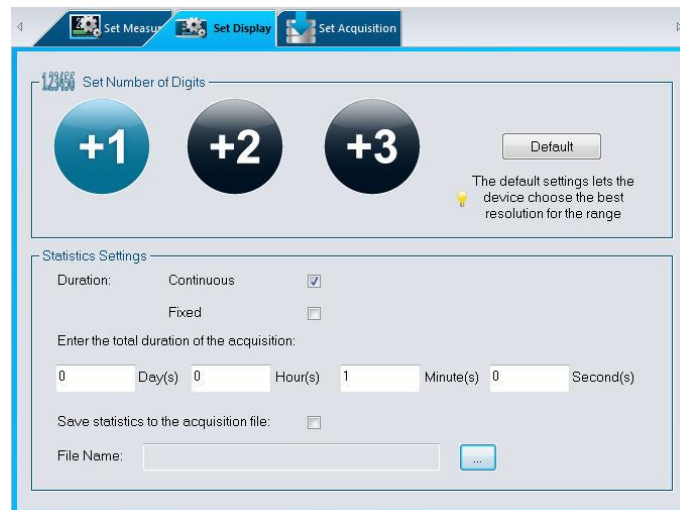 Set Measur Set Display Set Acquisition
123456 Set Number of Digits
+1 +2 +3
Default
The default settings lets the
device choose the best
resolution for the range
Statistics Settings
Duration: Continuous
Fixed
Enter the total duration of the acquisition:
0 Day(s) 0 Hour(s) 1 Minute(s) 0 Second(s)
Save statistics to the acquisition file:
File Name: ...